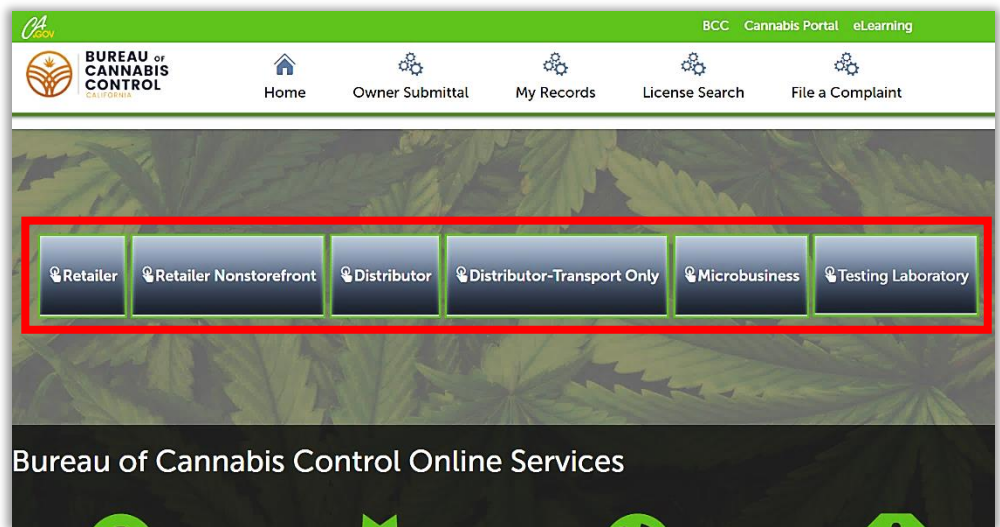 CA.GOV
BCC Cannabis Portal eLearning
BUREAU OF
CANNABIS
CONTROL
CALIFORNIA
Home Owner Submittal My Records License Search File a Complaint
Retailer Retailer Nonstorefront Distributor Distributor-Transport Only Microbusiness Testing Laboratory
Bureau of Cannabis Control Online Services